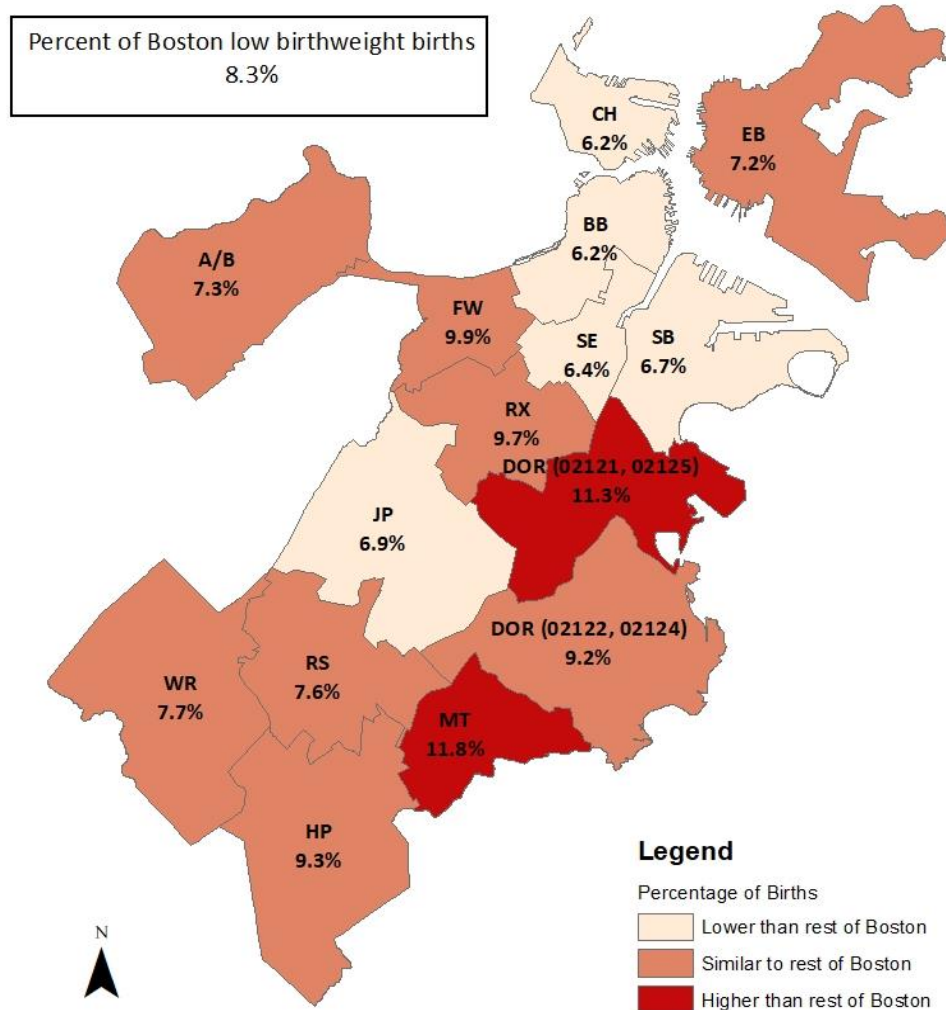 Percent of Boston low birthweight births
8.3%
CH
6.2%
EB
7.2%
BB
6.2%
A/B
7.3%
FW
9.9%
SE
6.4%
SB
6.7%
RX
9.7%
DOR (02121, 02125)
11.3%
JP
6.9%
DOR (02122, 02124)
9.2%
RS
7.6%
WR
7.7%
MT
11.8%
HP
9.3%
N
Legend
Percentage of Births
Lower than rest of Boston
Similar to rest of Boston
Higher than rest of Boston